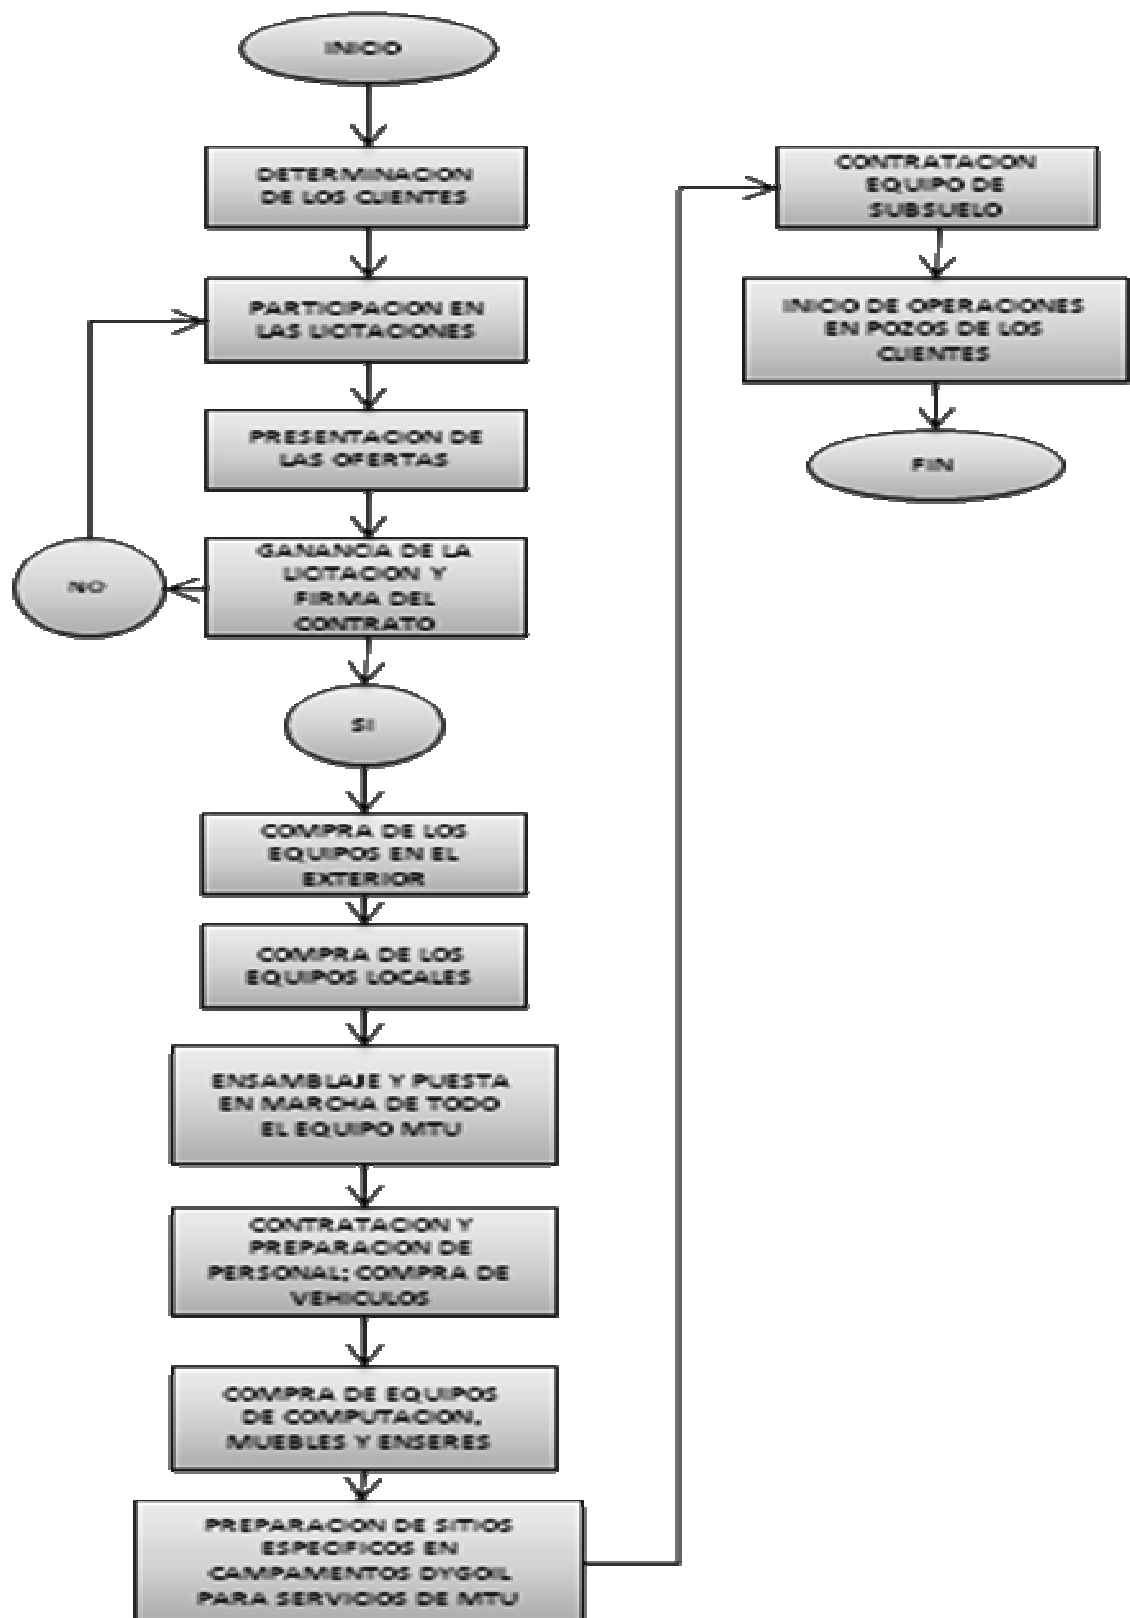 INICIO
DETERMINACION
DE LOS CLIENTES
PARTICIPACION EN
LAS LICITACIONES
PRESENTACION DE
LAS OFERTAS
GANANCIA DE LA
LICITACION Y
FIRMA DEL
CONTRATO
NO
SI
COMPRA DE LOS
EQUIPOS EN EL
EXTERIOR
COMPRA DE LOS
EQUIPOS LOCALES
ENSAMBLAJE Y PUESTA
EN MARCHA DE TODO
EL EQUIPO MTU
CONTRATACION Y
PREPARACION DE
PERSONAL; COMPRA DE
VEHICULOS
COMPRA DE EQUIPOS
DE COMPUTACION,
MUEBLES Y ENSERES
PREPARACION DE SITIOS
ESPECIFICOS EN
CAMPAMENTOS DYGOIL
PARA SERVICIOS DE MTU
CONTRATACION
EQUIPO DE
SUBSUELO
INICIO DE OPERACIONES
EN POZOS DE LOS
CLIENTES
FIN